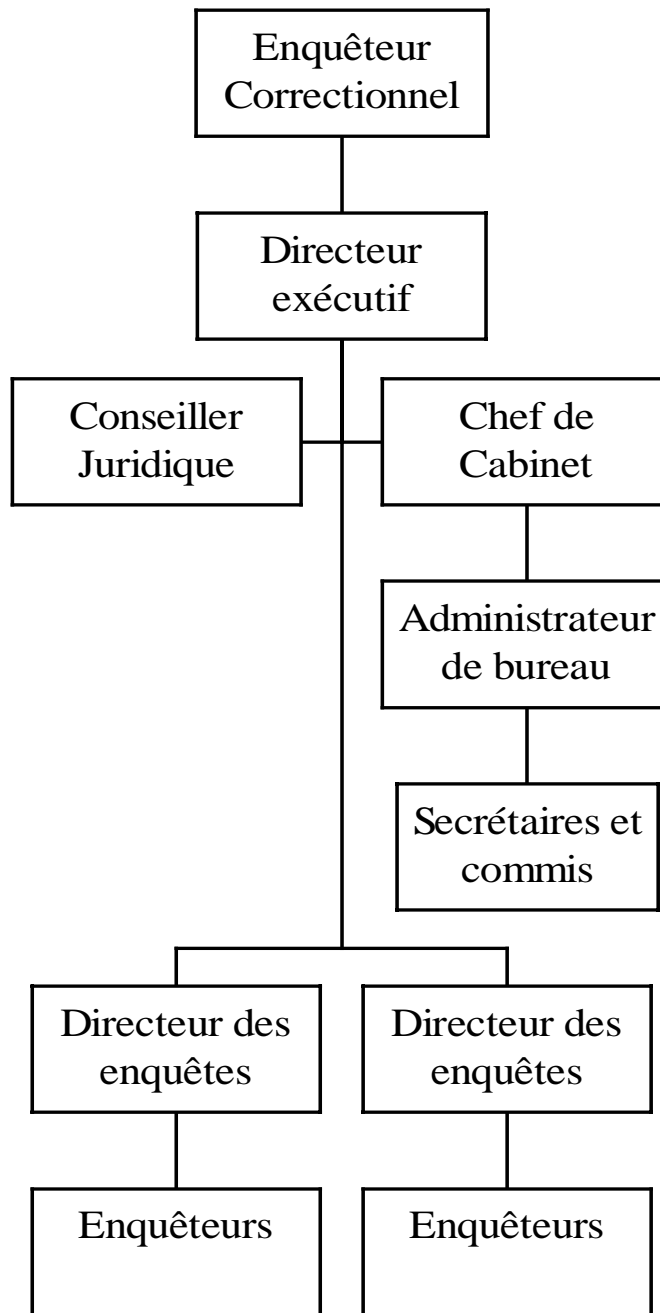 Enquêteur
Correctionnel
Directeur
exécutif
Conseiller
Juridique
Chef de
Cabinet
Administrateur
de bureau
Secrétaires et
commis
Directeur des
enquêtes
Directeur des
enquêtes
Enquêteurs
Enquêteurs